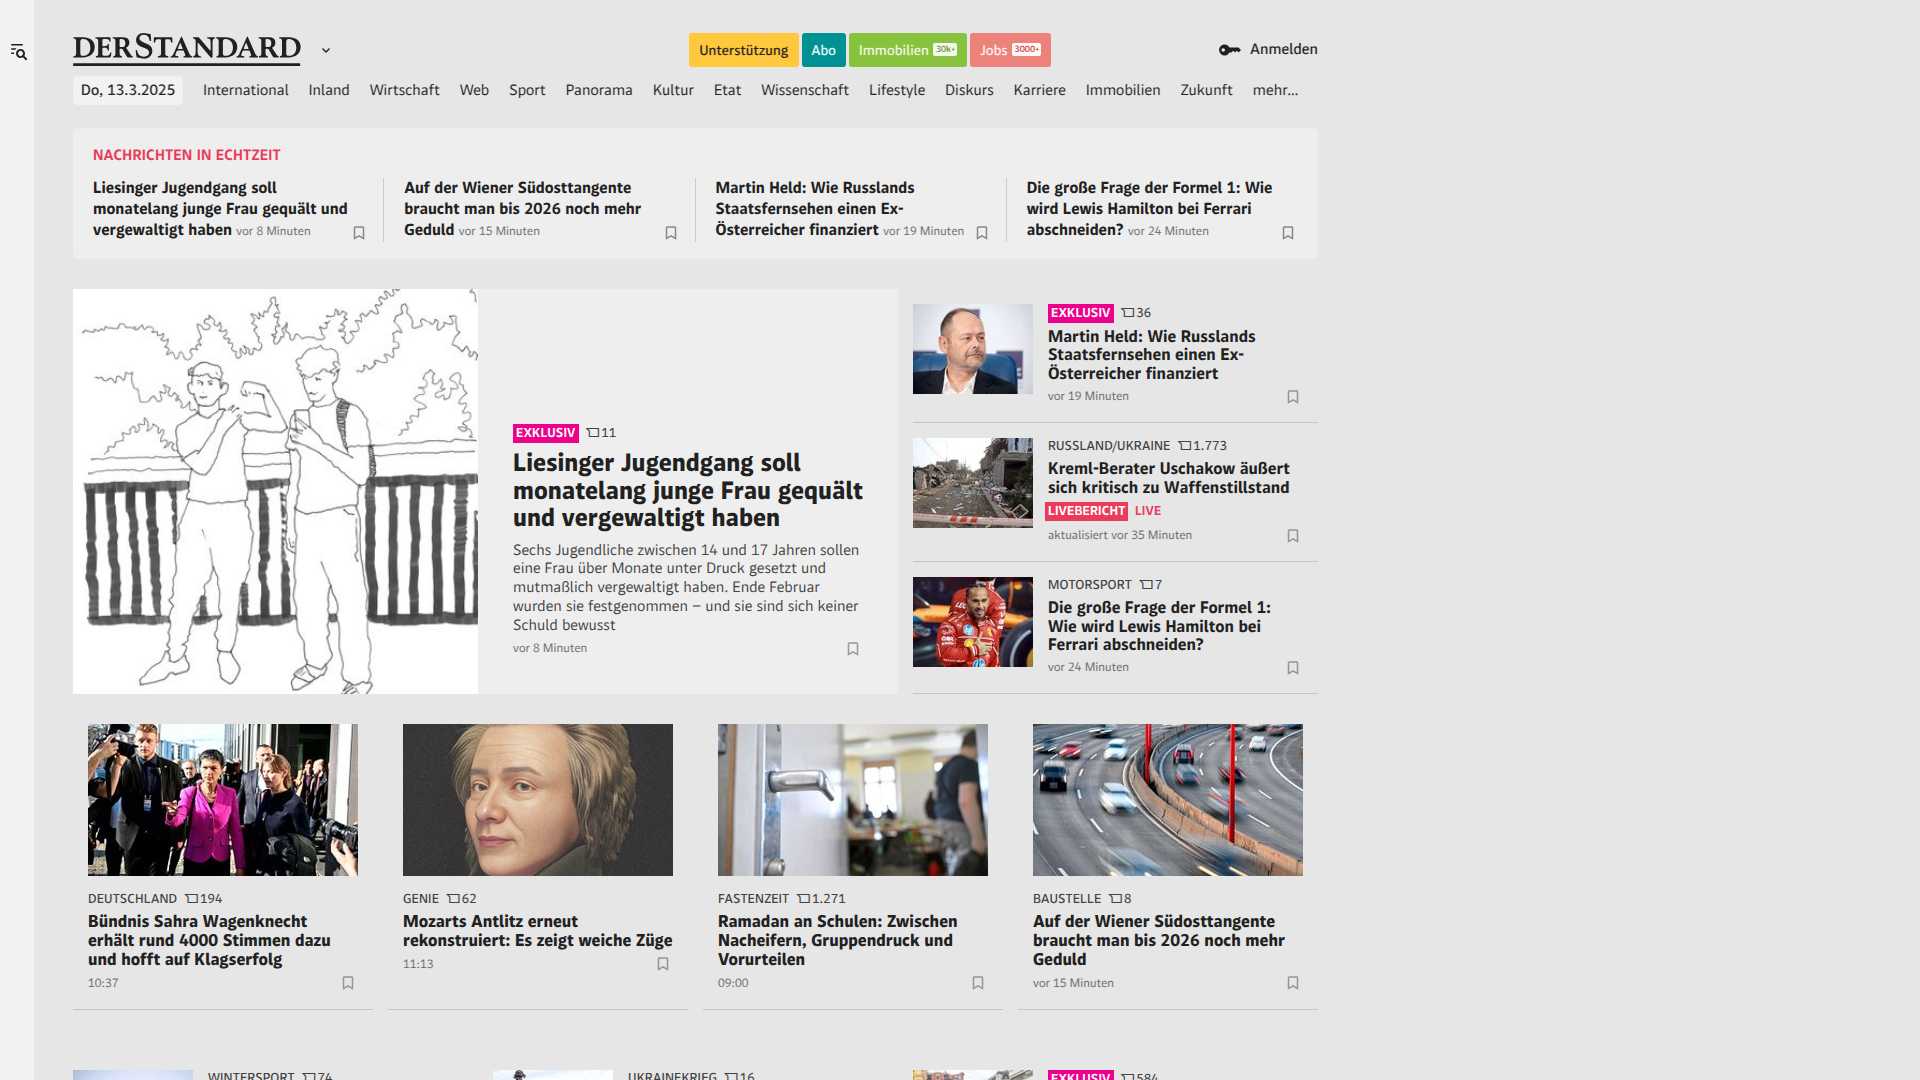 DERSTANDARD
Unterstützung
Abo
Immobilien 30k+
Jobs 3000+
Anmelden
Do, 13.3.2025
International
Inland
Wirtschaft
Web
Sport
Panorama
Kultur
Etat
Wissenschaft
Lifestyle
Diskurs
Karriere
Immobilien
Zukunft
mehr...
NACHRICHTEN IN ECHTZEIT
Liesinger Jugendgang soll
monatelang junge Frau gequält und
vergewaltigt haben vor 8 Minuten
Auf der Wiener Südosttangente
braucht man bis 2026 noch mehr
Geduld vor 15 Minuten
Martin Held: Wie Russlands
Staatsfernsehen einen Ex-
Österreicher finanziert vor 19 Minuten
Die große Frage der Formel 1: Wie
wird Lewis Hamilton bei Ferrari
abschneiden? vor 24 Minuten
EXKLUSIV 11
Liesinger Jugendgang soll
monatelang junge Frau gequält
und vergewaltigt haben
Sechs Jugendliche zwischen 14 und 17 Jahren sollen
eine Frau über Monate unter Druck gesetzt und
mutmaßlich vergewaltigt haben. Ende Februar
wurden sie festgenommen – und sie sind sich keiner
Schuld bewusst
vor 8 Minuten
EXKLUSIV 36
Martin Held: Wie Russlands
Staatsfernsehen einen Ex-
Österreicher finanziert
vor 19 Minuten
RUSSLAND/UKRAINE 1.773
Kreml-Berater Uschakow äußert
sich kritisch zu Waffenstillstand
LIVEBERICHT LIVE
aktualisiert vor 35 Minuten
MOTORSPORT 7
Die große Frage der Formel 1:
Wie wird Lewis Hamilton bei
Ferrari abschneiden?
vor 24 Minuten
DEUTSCHLAND 194
Bündnis Sahra Wagenknecht
erhält rund 4000 Stimmen dazu
und hofft auf Klagserfolg
10:37
GENIE 62
Mozarts Antlitz erneut
rekonstruiert: Es zeigt weiche Züge
11:13
FASTENZEIT 1.271
Ramadan an Schulen: Zwischen
Nacheifern, Gruppendruck und
Vorurteilen
09:00
BAUSTELLE 8
Auf der Wiener Südosttangente
braucht man bis 2026 noch mehr
Geduld
vor 15 Minuten
WINTERSPORT 74
UKRAINEKRIEG 16
EXKLUSIV 584